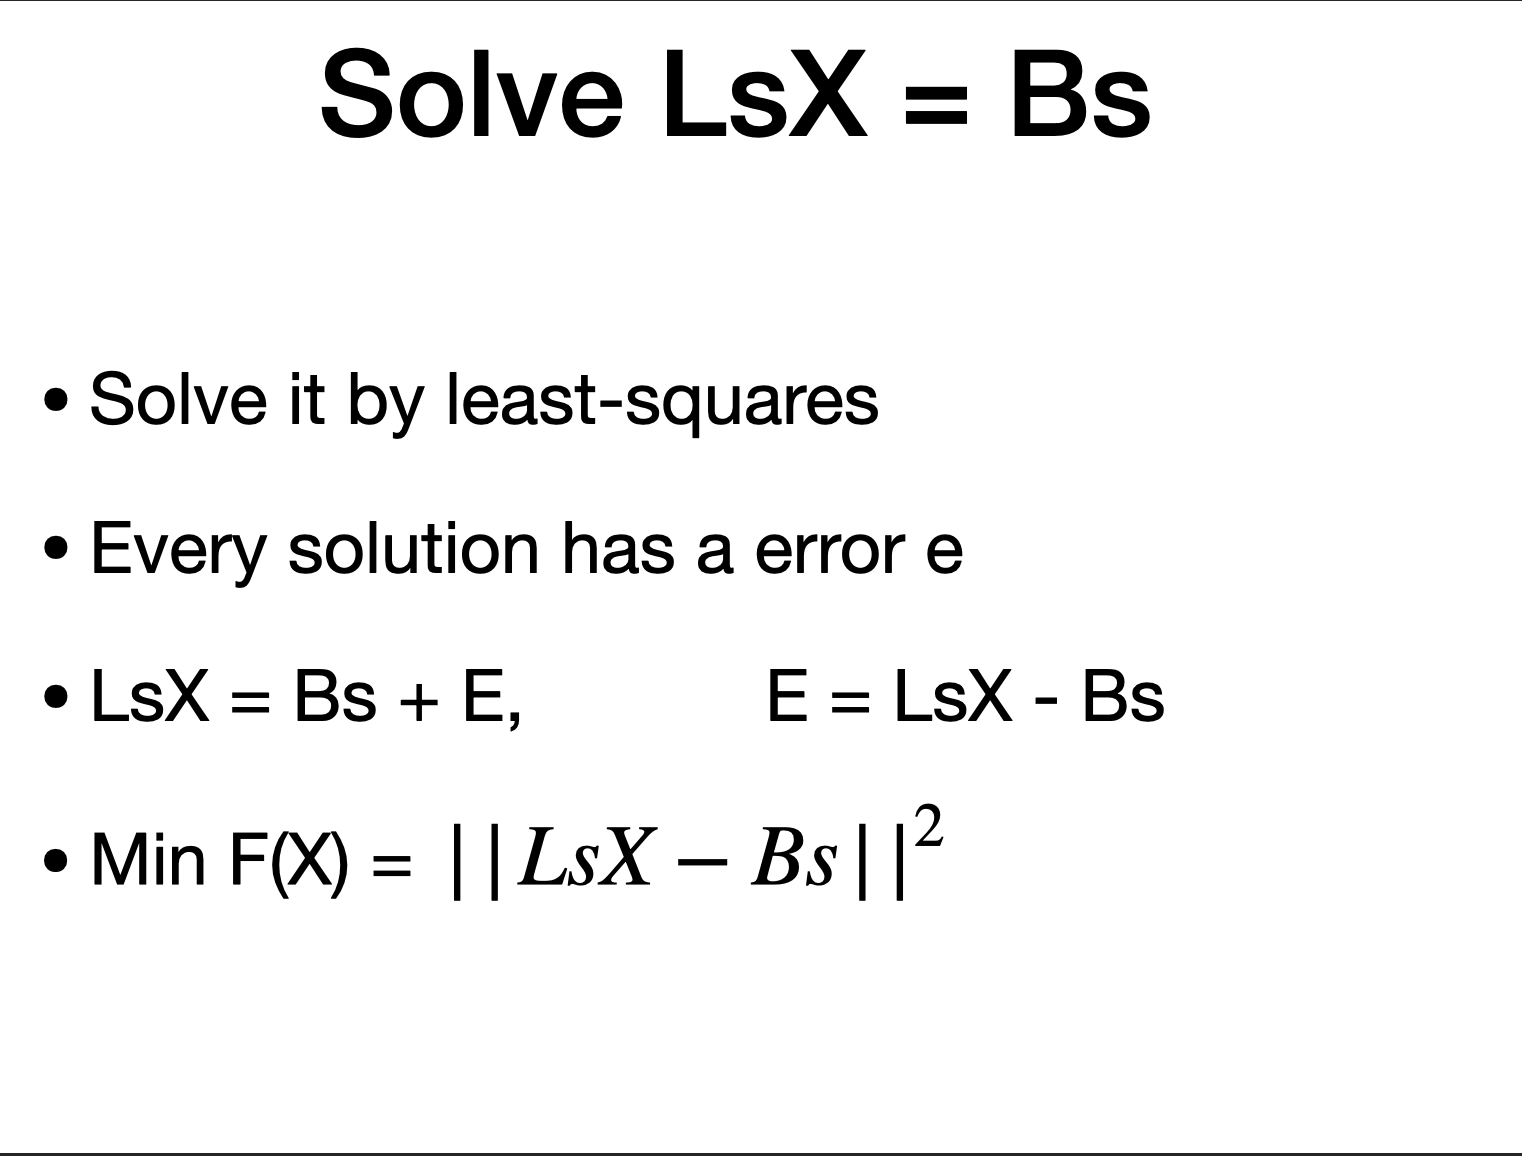 Solve LsX = Bs
• Solve it by least-squares
• Every solution has a error e
• LsX = Bs + E, E = LsX - Bs
• Min F(X) = ||LsX − Bs||²